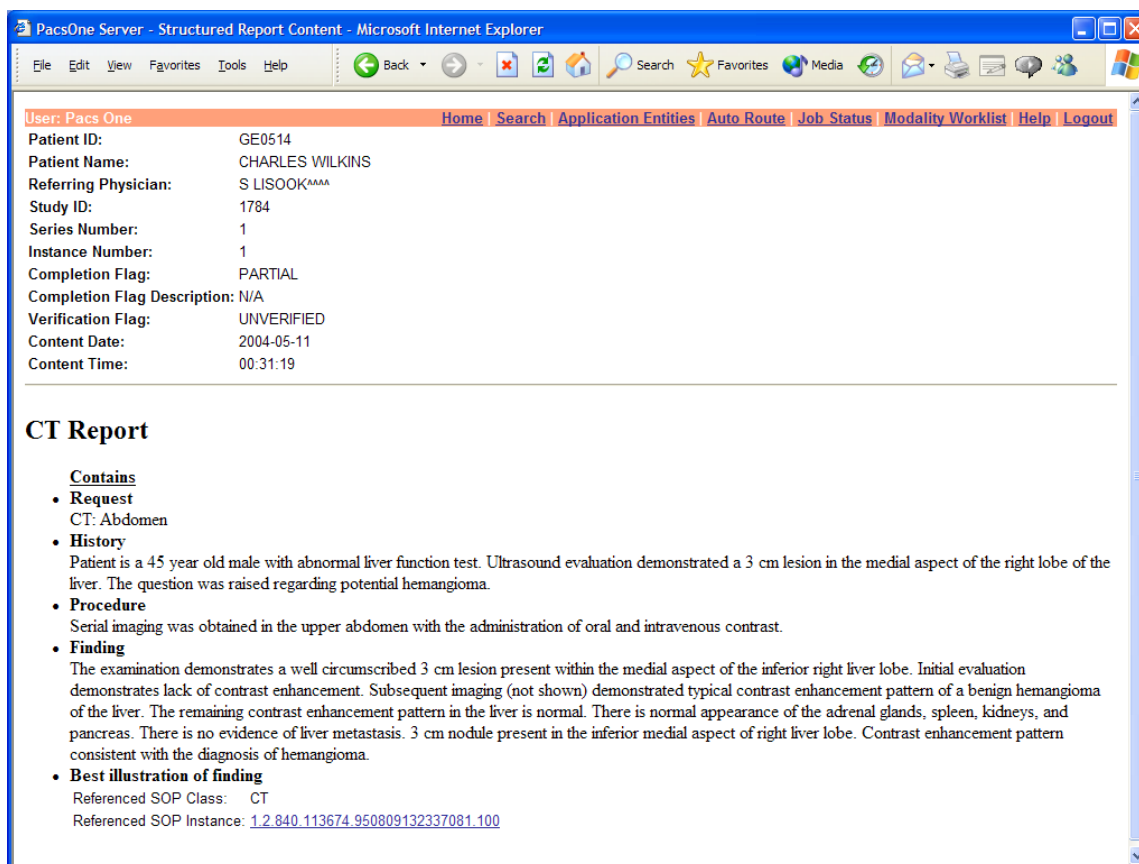 PacsOne Server - Structured Report Content - Microsoft Internet Explorer
File Edit View Favorites Tools Help Back Search Favorites Media
User: Pacs One Home | Search | Application Entities | Auto Route | Job Status | Modality Worklist | Help | Logout
Patient ID: GE0514
Patient Name: CHARLES WILKINS
Referring Physician: S LISOOK^^^^
Study ID: 1784
Series Number: 1
Instance Number: 1
Completion Flag: PARTIAL
Completion Flag Description: N/A
Verification Flag: UNVERIFIED
Content Date: 2004-05-11
Content Time: 00:31:19
CT Report
Contains
• Request
CT: Abdomen
• History
Patient is a 45 year old male with abnormal liver function test. Ultrasound evaluation demonstrated a 3 cm lesion in the medial aspect of the right lobe of the
liver. The question was raised regarding potential hemangioma.
• Procedure
Serial imaging was obtained in the upper abdomen with the administration of oral and intravenous contrast.
• Finding
The examination demonstrates a well circumscribed 3 cm lesion present within the medial aspect of the inferior right liver lobe. Initial evaluation
demonstrates lack of contrast enhancement. Subsequent imaging (not shown) demonstrated typical contrast enhancement pattern of a benign hemangioma
of the liver. The remaining contrast enhancement pattern in the liver is normal. There is normal appearance of the adrenal glands, spleen, kidneys, and
pancreas. There is no evidence of liver metastasis. 3 cm nodule present in the inferior medial aspect of right liver lobe. Contrast enhancement pattern
consistent with the diagnosis of hemangioma.
• Best illustration of finding
Referenced SOP Class: CT
Referenced SOP Instance: 1.2.840.113674.950809132337081.100